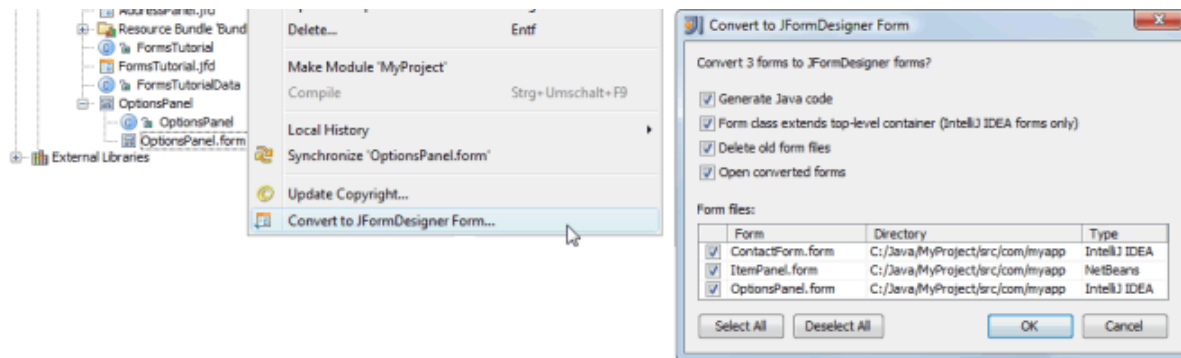 AddressPanel.jfd
Resource Bundle 'Bund
FormsTutorial
FormsTutorial.jfd
FormsTutorialData
OptionsPanel
OptionsPanel
OptionsPanel.form
External Libraries
Delete... Entf
Make Module 'MyProject'
Compile Strg+Umschalt+F9
Local History
Synchronize 'OptionsPanel.form'
Update Copyright...
Convert to JFormDesigner Form...
Convert to JFormDesigner Form
Convert 3 forms to JFormDesigner forms?
Generate Java code
Form class extends top-level container (IntelliJ IDEA forms only)
Delete old form files
Open converted forms
Form files:
Form Directory Type
ContactForm.form C:/Java/MyProject/src/com/myapp IntelliJ IDEA
ItemPanel.form C:/Java/MyProject/src/com/myapp NetBeans
OptionsPanel.form C:/Java/MyProject/src/com/myapp IntelliJ IDEA
Select All Deselect All OK Cancel